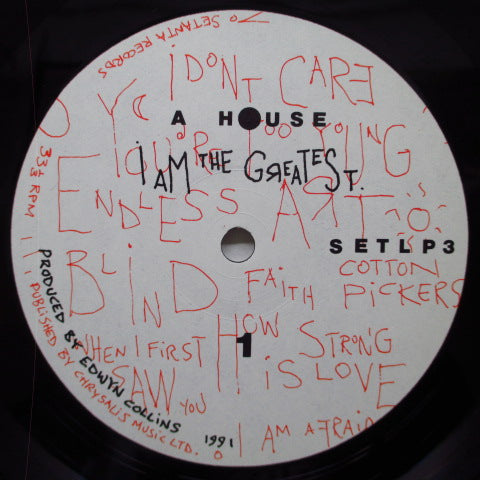 SETANTA RECORDS
I DON'T CARE
A HOUSE
YOU'RE TOO YOUNG
I AM THE GREATEST.
ENDLESS ART
SETLP3
BLIND FAITH
COTTON PICKERS
HOW STRONG IS LOVE
1
WHEN I FIRST SAW YOU
I AM AFRAID
33⅓ RPM
PRODUCED BY EDWYN COLLINS
PUBLISHED BY CHRYSALIS MUSIC LTD. 1991